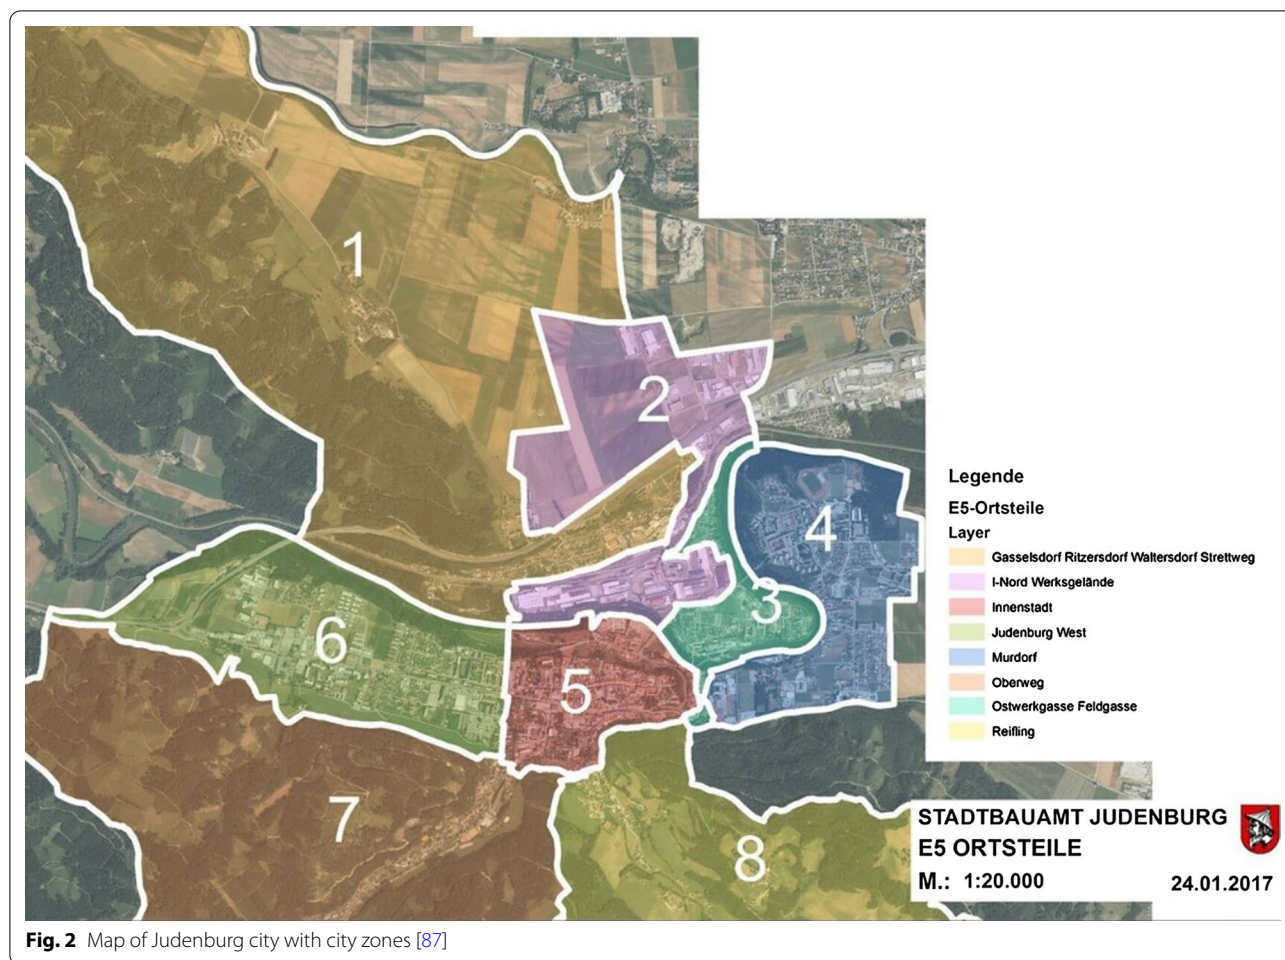 1
2
4
3
6
5
7
8
Legende
E5-Ortsteile
Layer
Gasselsdorf Ritzersdorf Waltersdorf Strettweg
I-Nord Werksgelände
Innenstadt
Judenburg West
Murdorf
Oberweg
Ostwerkgasse Feldgasse
Reifling
STADTBAUAMT JUDENBURG
E5 ORTSTEILE
M.: 1:20.000 24.01.2017
Fig. 2 Map of Judenburg city with city zones [87]